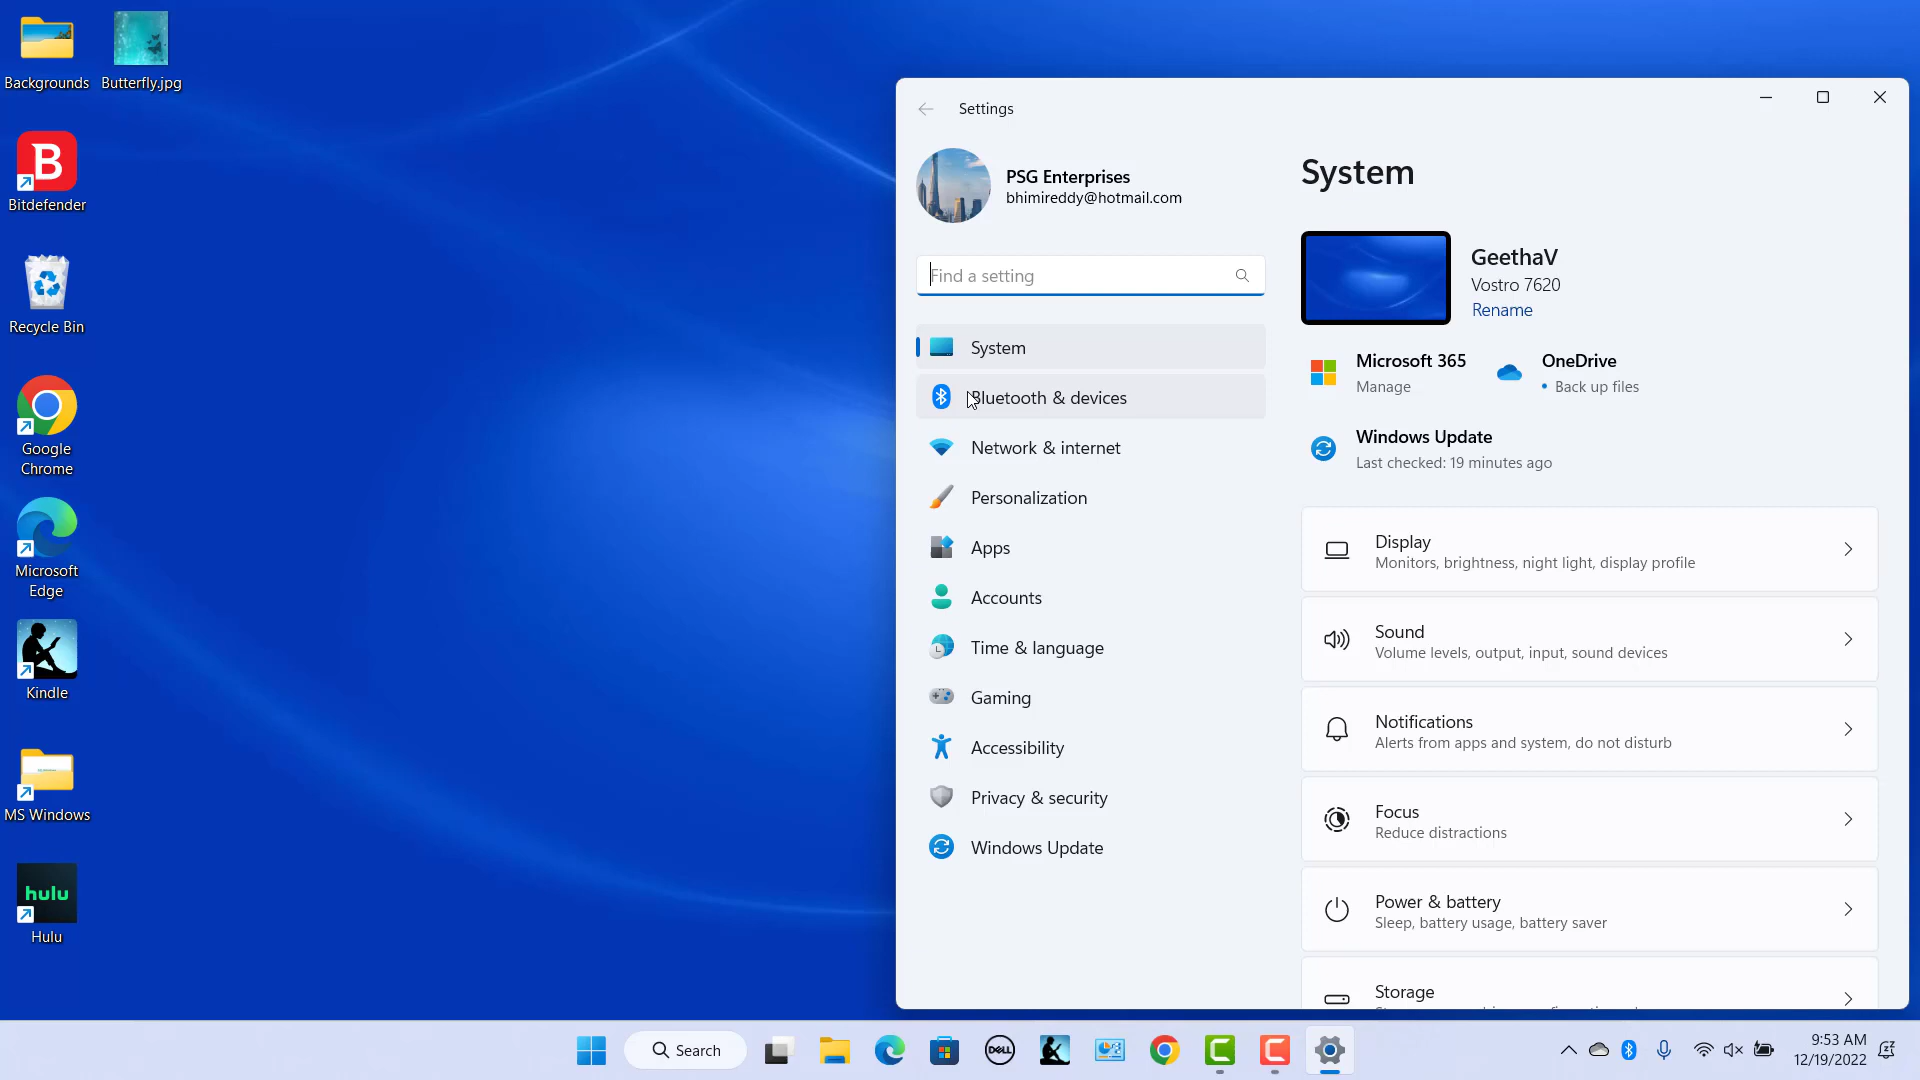 Backgrounds
Butterfly.jpg
B
Bitdefender
Recycle Bin
Google
Chrome
Microsoft
Edge
Kindle
MS Windows
hulu
Hulu
Settings
PSG Enterprises
bhimireddy@hotmail.com
Find a setting
System
Bluetooth & devices
Network & internet
Personalization
Apps
Accounts
Time & language
Gaming
Accessibility
Privacy & security
Windows Update
System
GeethaV
Vostro 7620
Rename
Microsoft 365
Manage
OneDrive
• Back up files
Windows Update
Last checked: 19 minutes ago
Display
Monitors, brightness, night light, display profile
Sound
Volume levels, output, input, sound devices
Notifications
Alerts from apps and system, do not disturb
Focus
Reduce distractions
Power & battery
Sleep, battery usage, battery saver
Storage
Search
DELL
C
C
9:53 AM
12/19/2022